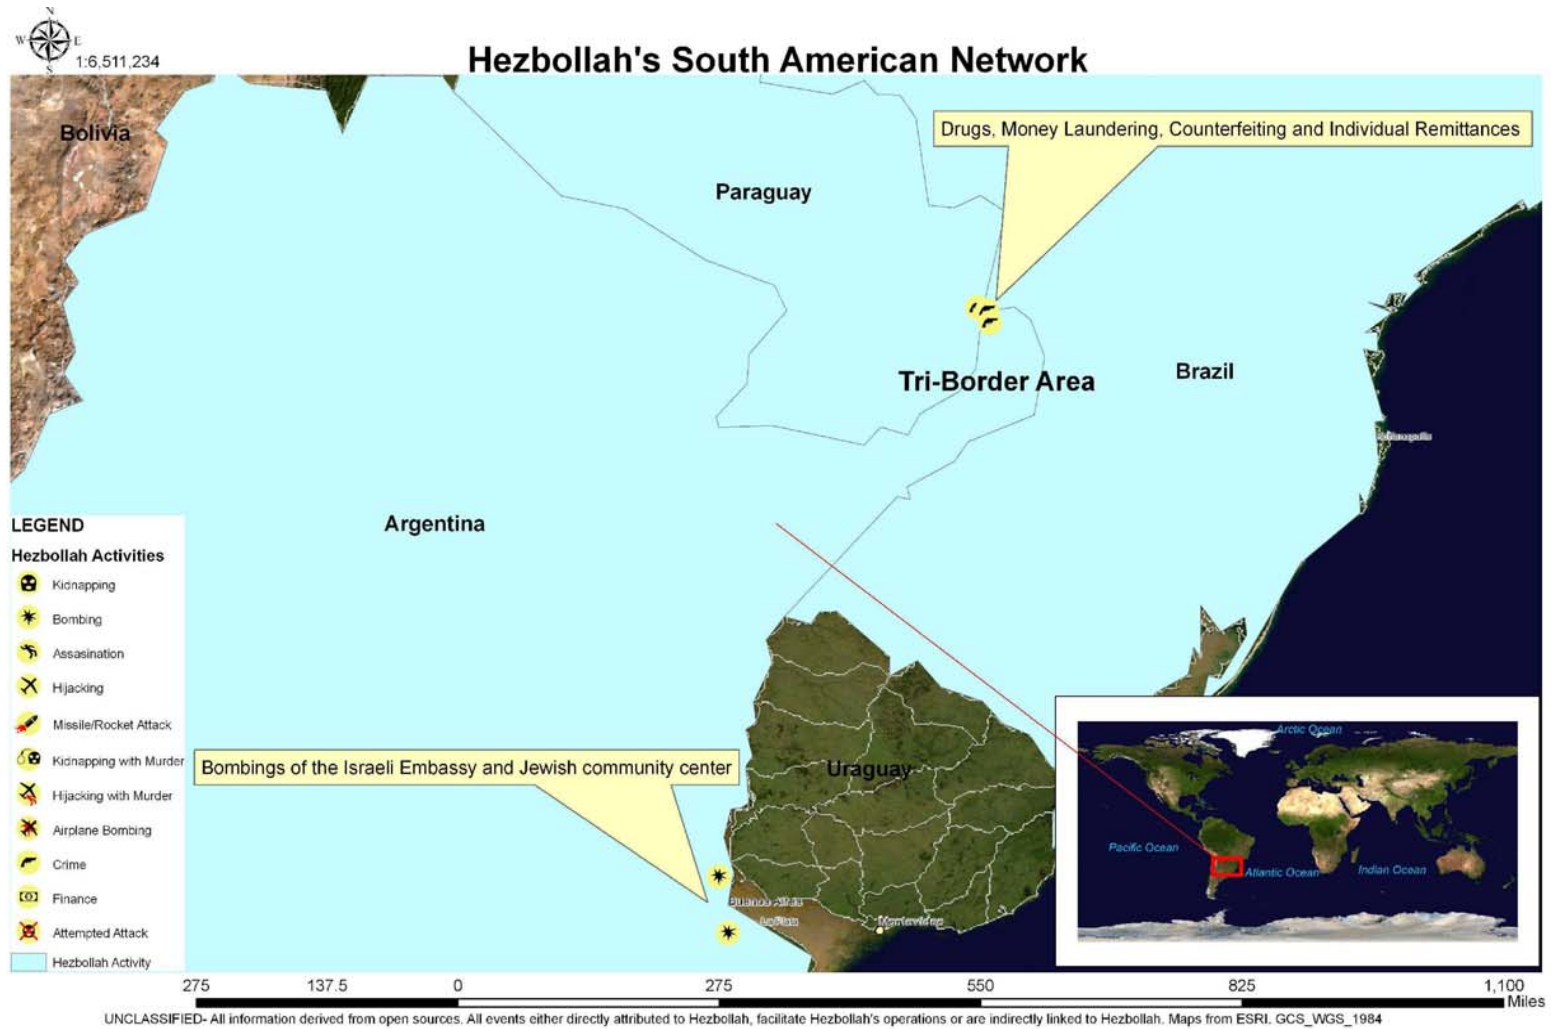 N
W E
S
1:6,511,234
Hezbollah's South American Network
Bolivia
Drugs, Money Laundering, Counterfeiting and Individual Remittances
Paraguay
Tri-Border Area
Brazil
Argentina
LEGEND
Hezbollah Activities
Kidnapping
Bombing
Assasination
Hijacking
Missile/Rocket Attack
Kidnapping with Murder
Hijacking with Murder
Airplane Bombing
Crime
Finance
Attempted Attack
Hezbollah Activity
Bombings of the Israeli Embassy and Jewish community center
Uraguay
Buenos Aires
La Plata
Montevideo
Arctic Ocean
Pacific Ocean
Atlantic Ocean
Indian Ocean
275 137.5 0 275 550 825 1,100
Miles
UNCLASSIFIED- All information derived from open sources. All events either directly attributed to Hezbollah, facilitate Hezbollah's operations or are indirectly linked to Hezbollah. Maps from ESRI. GCS_WGS_1984